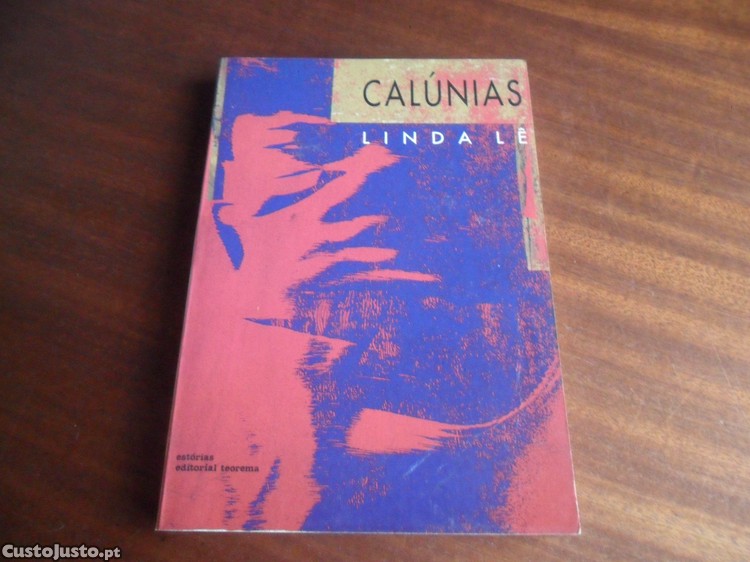 CALÚNIAS
LINDA LÊ
estórias
editorial teorema
CustoJusto.pt